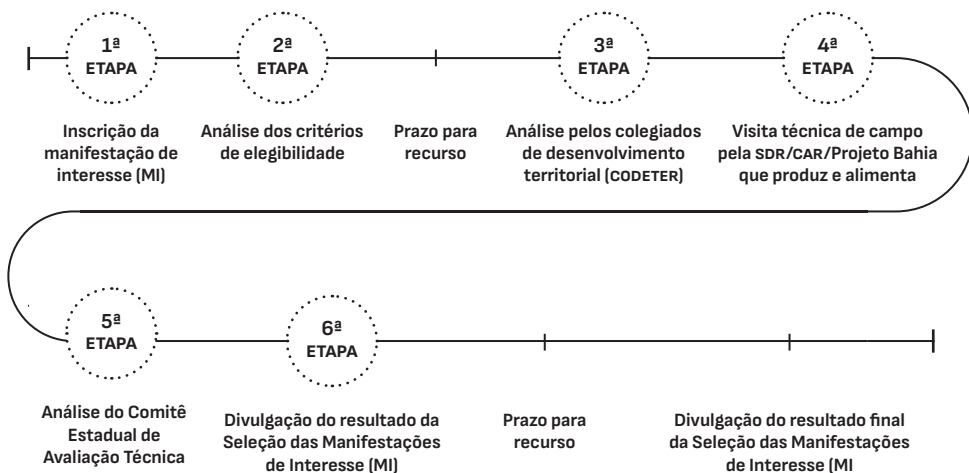 1ª
ETAPA
2ª
ETAPA
3ª
ETAPA
4ª
ETAPA
Inscrição da
manifestação de
interesse (MI)
Análise dos critérios
de elegibilidade
Prazo para
recurso
Análise pelos colegiados
de desenvolvimento
territorial (CODETER)
Visita técnica de campo
pela SDR/CAR/Projeto Bahia
que produz e alimenta
5ª
ETAPA
6ª
ETAPA
Análise do Comitê
Estadual de
Avaliação Técnica
Divulgação do resultado da
Seleção das Manifestações
de Interesse (MI)
Prazo para
recurso
Divulgação do resultado final
da Seleção das Manifestações
de Interesse (MI